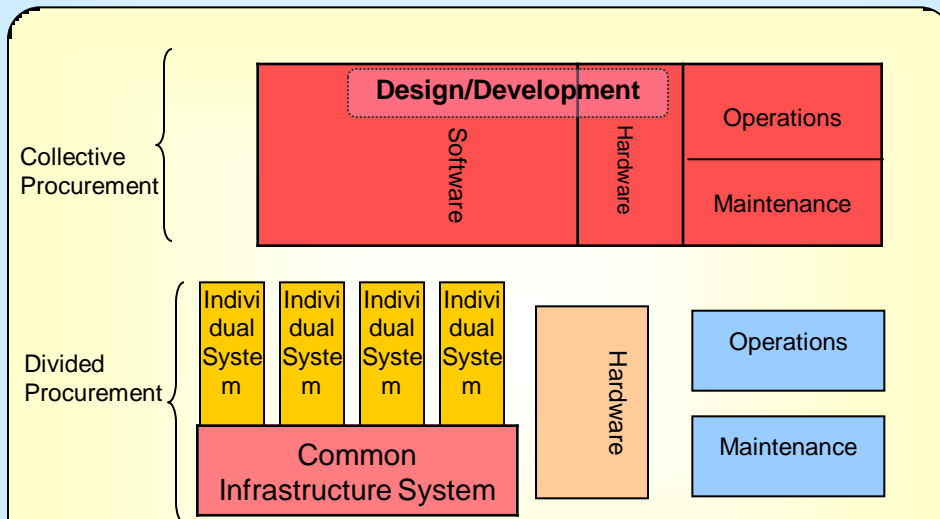 Design/Development
Software
Hardware
Operations
Maintenance
Collective
Procurement
Indivi
dual
Syste
m
Indivi
dual
Syste
m
Indivi
dual
Syste
m
Indivi
dual
Syste
m
Hardware
Operations
Maintenance
Divided
Procurement
Common
Infrastructure System